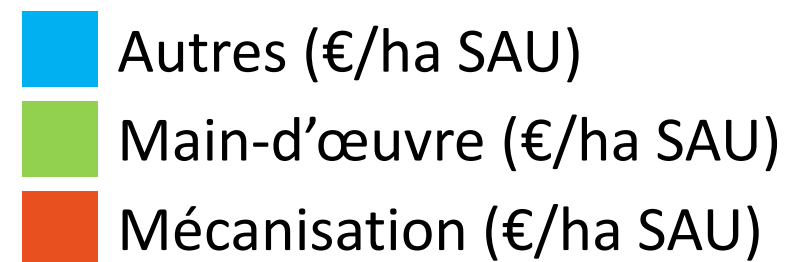 Autres (€/ha SAU)
Main-d’œuvre (€/ha SAU)
Mécanisation (€/ha SAU)